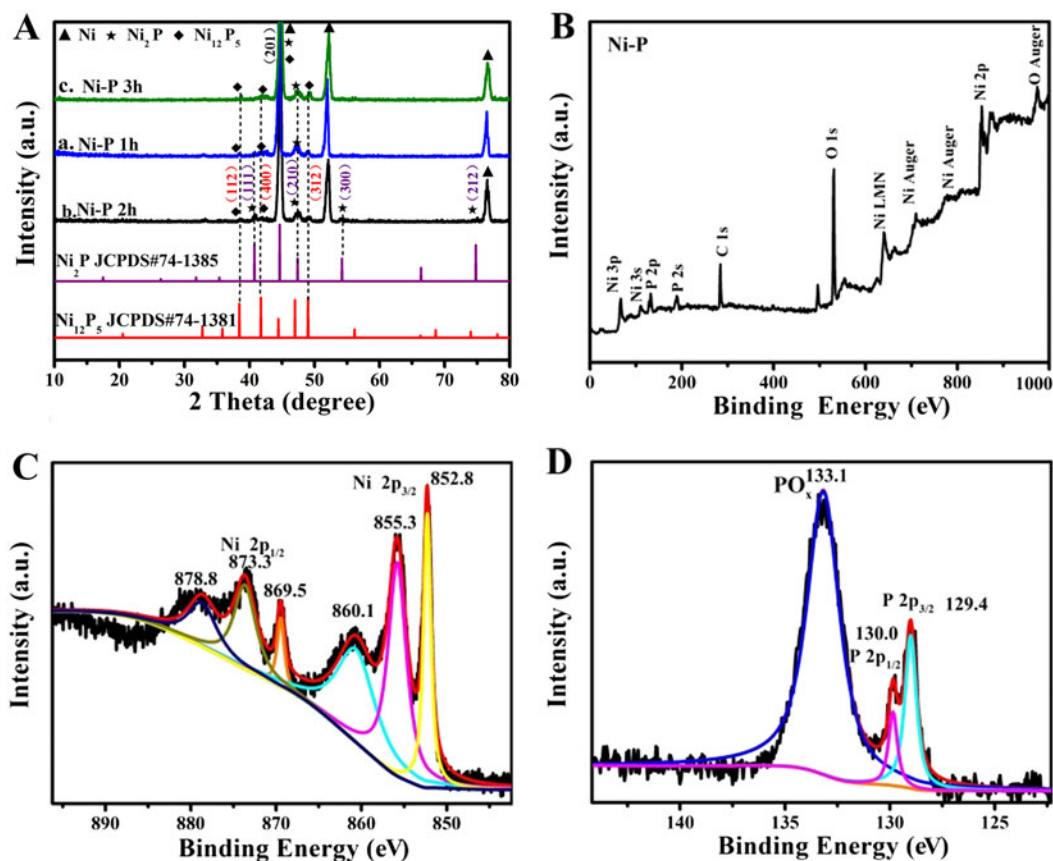 A
▲ Ni ★ Ni2P ◆ Ni12P5
(201)
c. Ni-P 3h
a. Ni-P 1h
(112)
(111)
(400)
(210)
(312)
(300)
(212)
b. Ni-P 2h
Ni2P JCPDS#74-1385
Ni12P5 JCPDS#74-1381
10 20 30 40 50 60 70 80
2 Theta (degree)
Intensity (a.u.)
B
Ni-P
Ni 3p
Ni 3s
P 2p
P 2s
C 1s
O 1s
Ni LMN
Ni Auger
Ni Auger
Ni 2p
O Auger
0 200 400 600 800 1000
Binding Energy (eV)
Intensity (a.u.)
C
Ni 2p3/2
852.8
855.3
Ni 2p1/2
873.3
878.8
869.5
860.1
890 880 870 860 850
Binding Energy (eV)
Intensity (a.u.)
D
POx
133.1
P 2p3/2 129.4
130.0
P 2p1/2
140 135 130 125
Binding Energy (eV)
Intensity (a.u.)